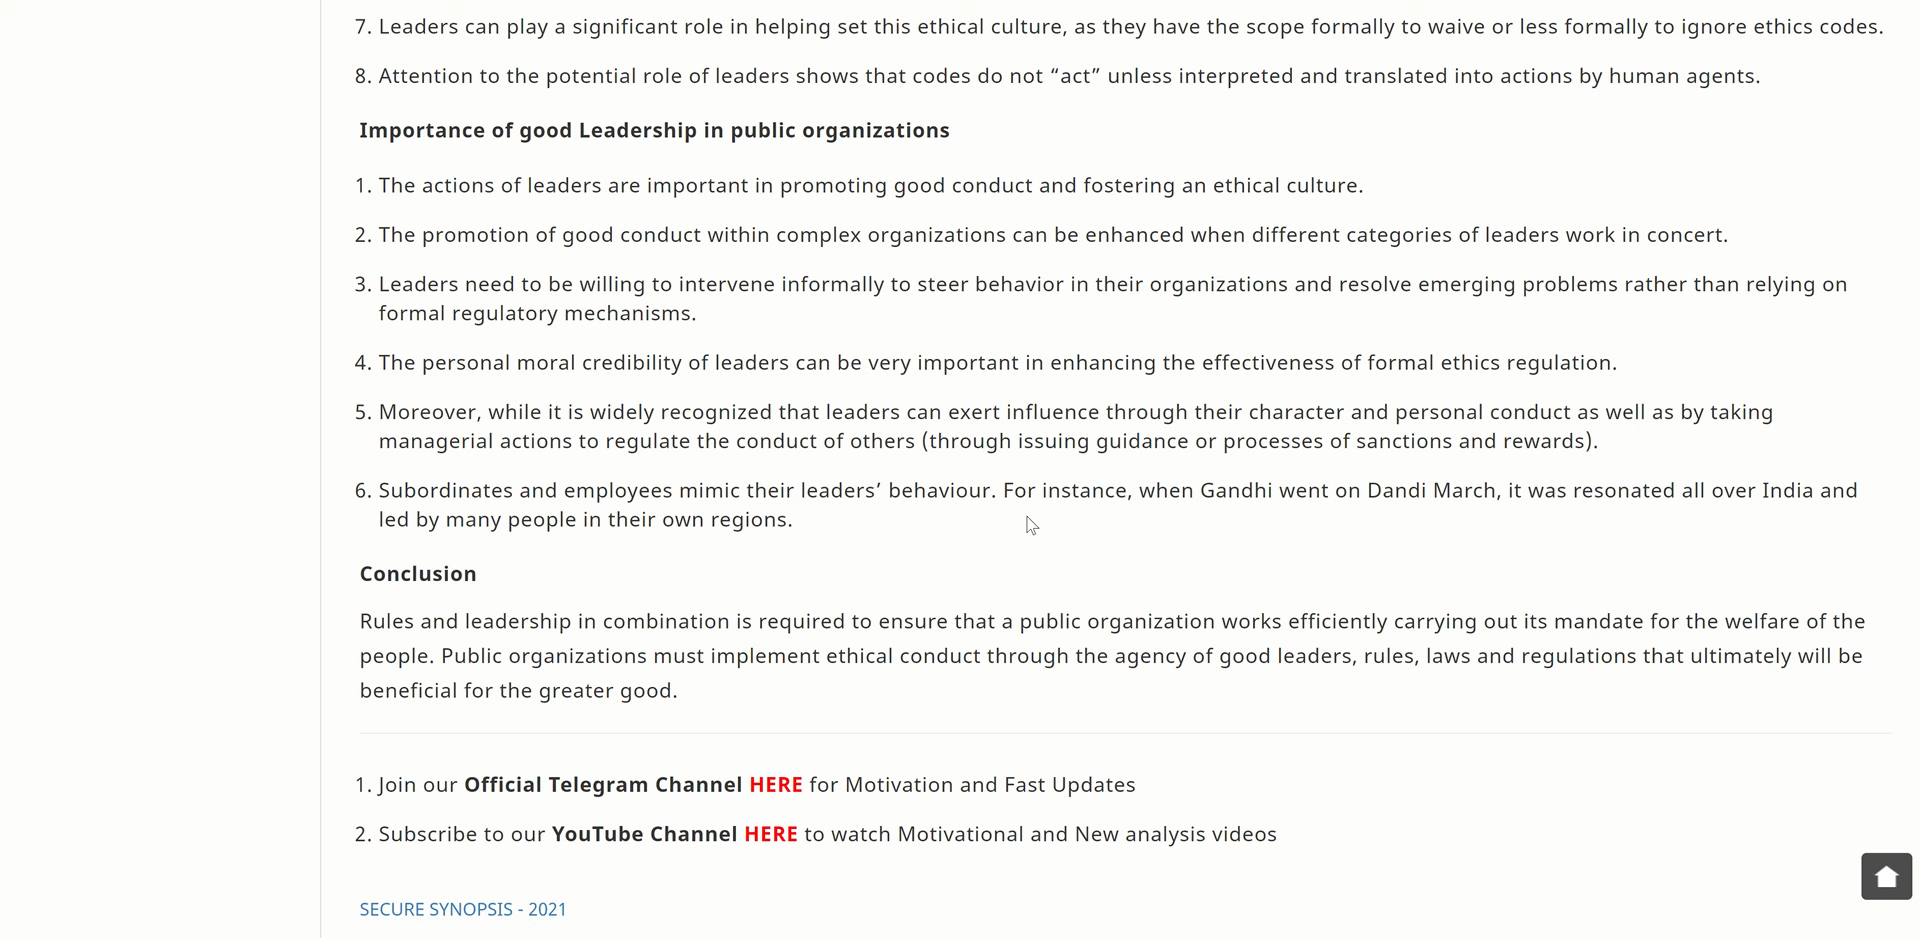 7. Leaders can play a significant role in helping set this ethical culture, as they have the scope formally to waive or less formally to ignore ethics codes.
8. Attention to the potential role of leaders shows that codes do not “act” unless interpreted and translated into actions by human agents.
Importance of good Leadership in public organizations
1. The actions of leaders are important in promoting good conduct and fostering an ethical culture.
2. The promotion of good conduct within complex organizations can be enhanced when different categories of leaders work in concert.
3. Leaders need to be willing to intervene informally to steer behavior in their organizations and resolve emerging problems rather than relying on
formal regulatory mechanisms.
4. The personal moral credibility of leaders can be very important in enhancing the effectiveness of formal ethics regulation.
5. Moreover, while it is widely recognized that leaders can exert influence through their character and personal conduct as well as by taking
managerial actions to regulate the conduct of others (through issuing guidance or processes of sanctions and rewards).
6. Subordinates and employees mimic their leaders’ behaviour. For instance, when Gandhi went on Dandi March, it was resonated all over India and
led by many people in their own regions.
Conclusion
Rules and leadership in combination is required to ensure that a public organization works efficiently carrying out its mandate for the welfare of the
people. Public organizations must implement ethical conduct through the agency of good leaders, rules, laws and regulations that ultimately will be
beneficial for the greater good.
1. Join our Official Telegram Channel HERE for Motivation and Fast Updates
2. Subscribe to our YouTube Channel HERE to watch Motivational and New analysis videos
SECURE SYNOPSIS - 2021